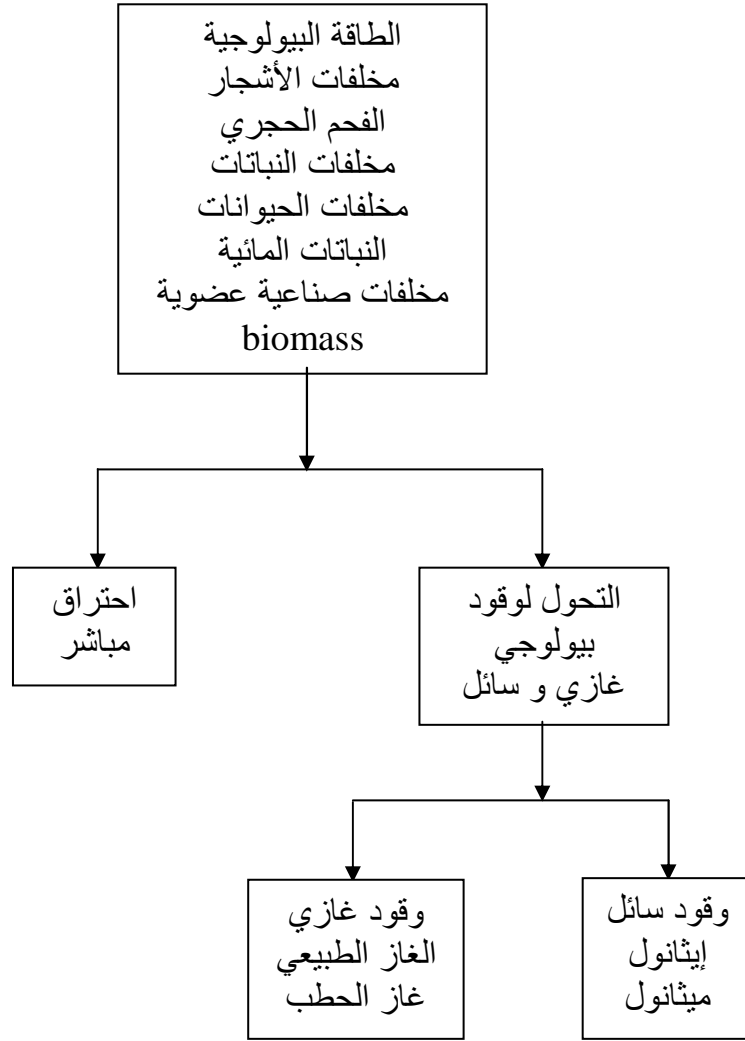 الطاقة البيولوجية
مخلفات الأشجار
الفحم الحجري
مخلفات النباتات
مخلفات الحيوانات
النباتات المائية
مخلفات صناعية عضوية
biomass
احتراق
مباشر
التحول لوقود
بيولوجي
غازي و سائل
وقود غازي
الغاز الطبيعي
غاز الحطب
وقود سائل
إيثانول
ميثانول